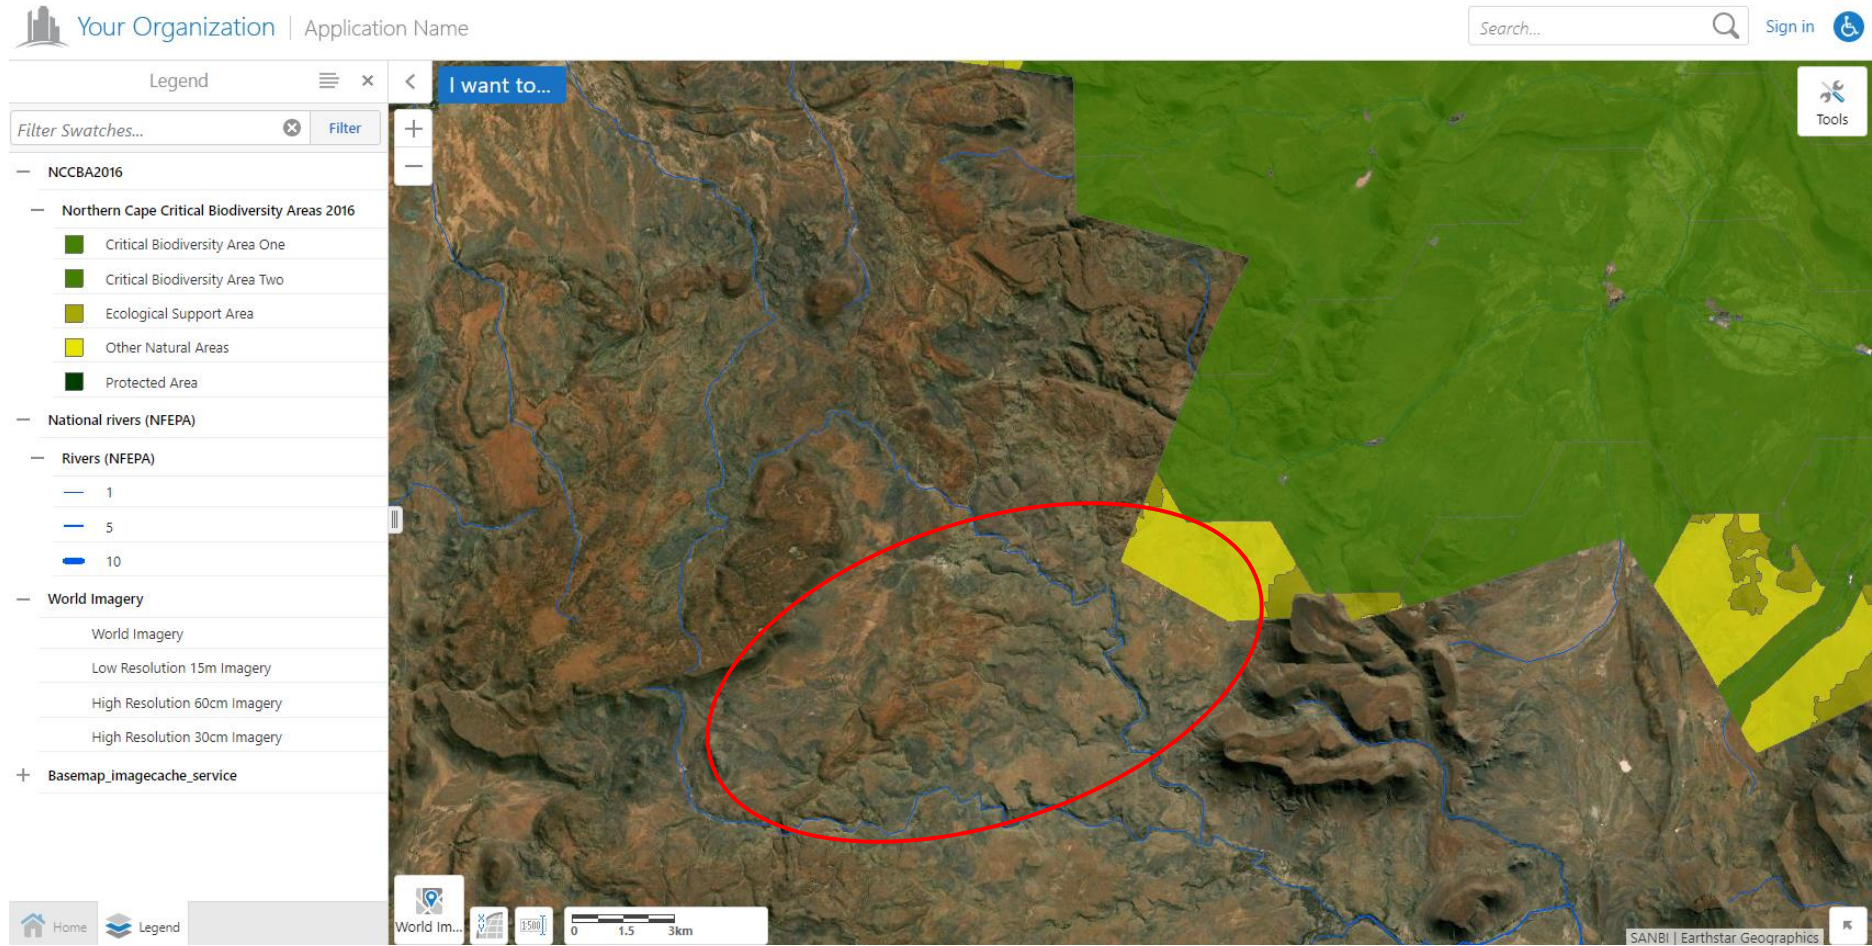 Your Organization | Application Name
Search...
Sign in
Legend
I want to...
Filter Swatches...
Filter
Tools
NCCBA2016
Northern Cape Critical Biodiversity Areas 2016
Critical Biodiversity Area One
Critical Biodiversity Area Two
Ecological Support Area
Other Natural Areas
Protected Area
National rivers (NFEPA)
Rivers (NFEPA)
1
5
10
World Imagery
World Imagery
Low Resolution 15m Imagery
High Resolution 60cm Imagery
High Resolution 30cm Imagery
Basemap_imagecache_service
Home
Legend
World Im...
X Y
1:500
0 1.5 3km
SANBI | Earthstar Geographics